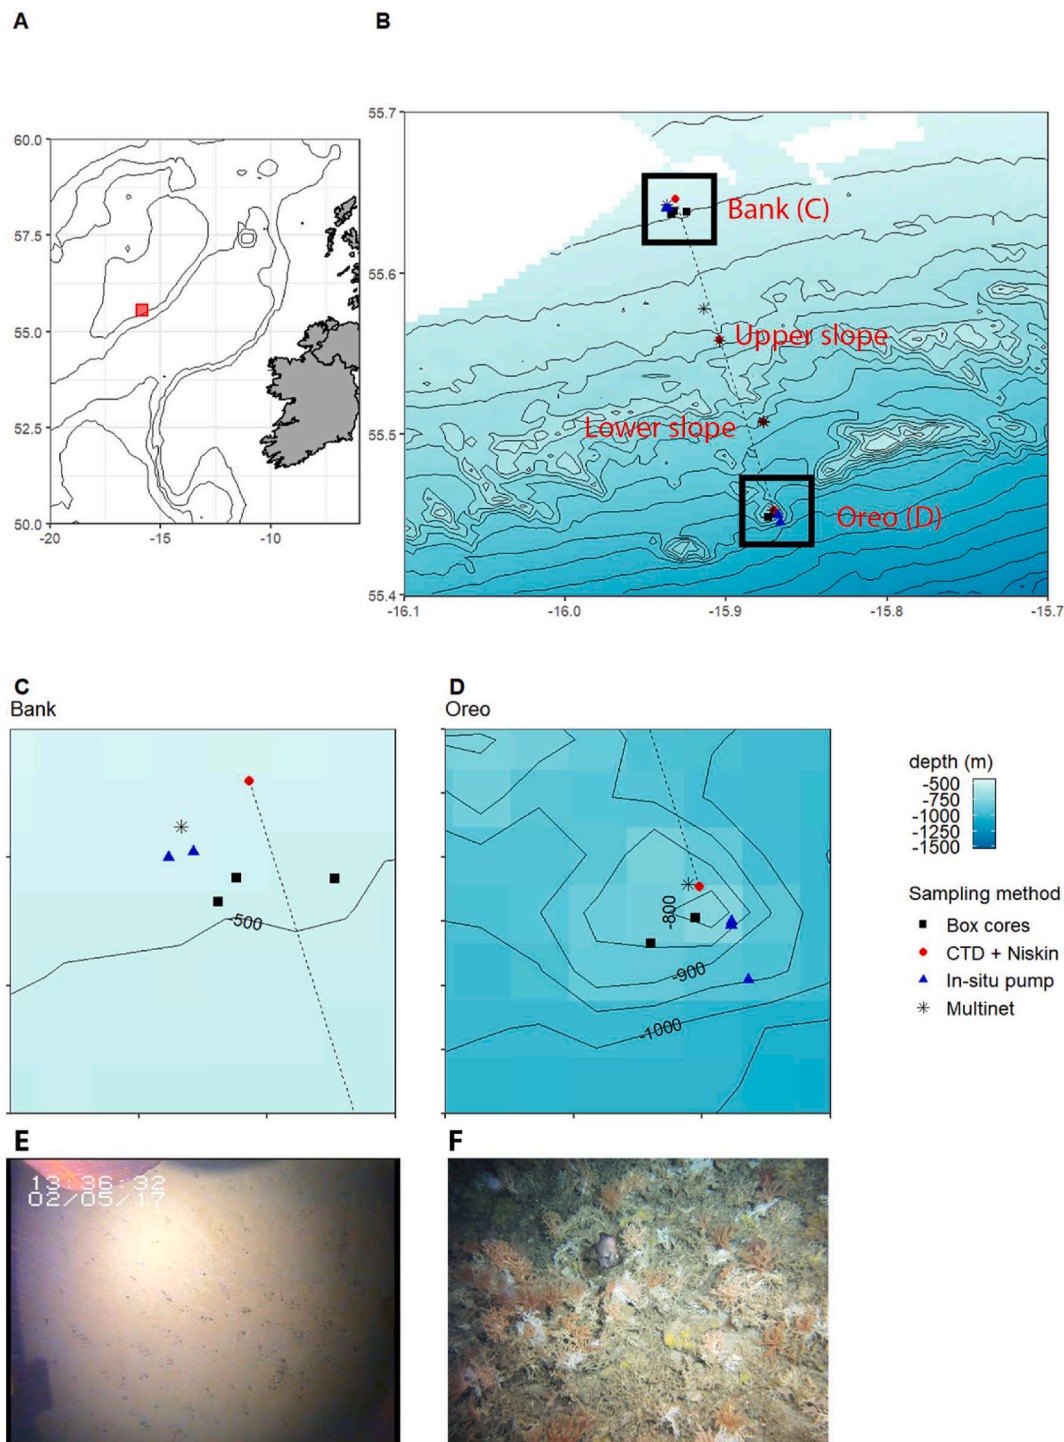 A
B
60.0
57.5
55.0
52.5
50.0
-20
-15
-10
55.7
55.6
55.5
55.4
-16.1
-16.0
-15.9
-15.8
-15.7
Bank (C)
Upper slope
Lower slope
Oreo (D)
C
Bank
-500
D
Oreo
-800
-900
-1000
depth (m)
-500
-750
-1000
-1250
-1500
Sampling method
Box cores
CTD + Niskin
In-situ pump
Multinet
E
13:36:32
02/05/17
F